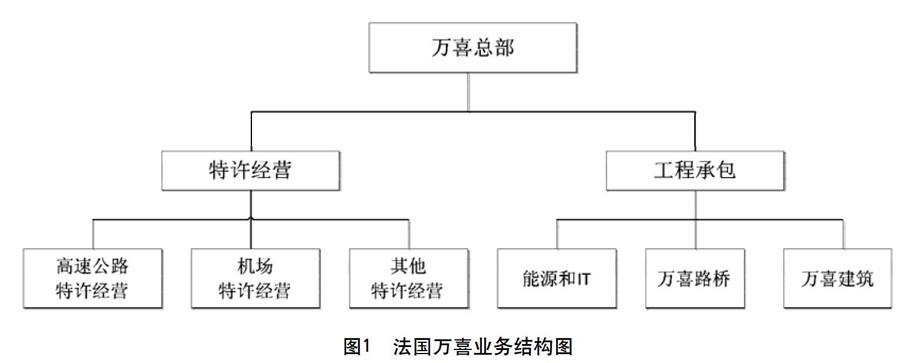 万喜总部
特许经营
工程承包
高速公路
特许经营
机场
特许经营
其他
特许经营
能源和IT
万喜路桥
万喜建筑
图1 法国万喜业务结构图